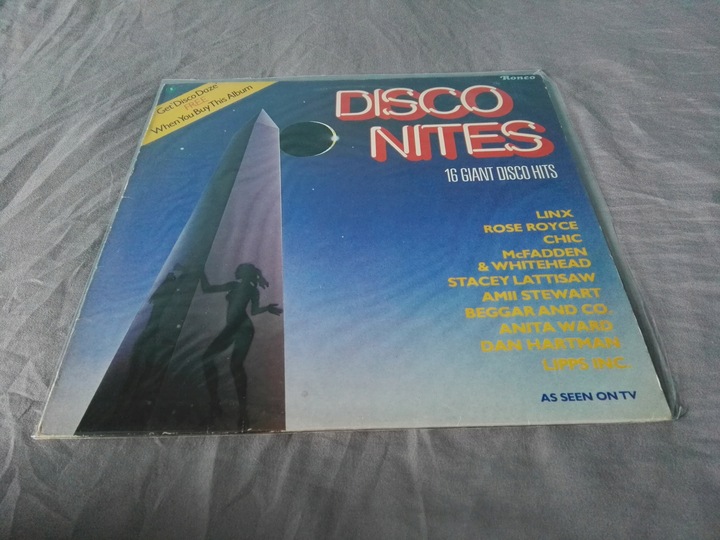 Ronco
Get 'Disco Daze'
FREE
When You Buy This Album
DISCO
NITES
16 GIANT DISCO HITS
LINX
ROSE ROYCE
CHIC
McFADDEN
& WHITEHEAD
STACEY LATTISAW
AMII STEWART
BEGGAR AND CO.
ANITA WARD
DAN HARTMAN
LIPPS INC.
AS SEEN ON TV